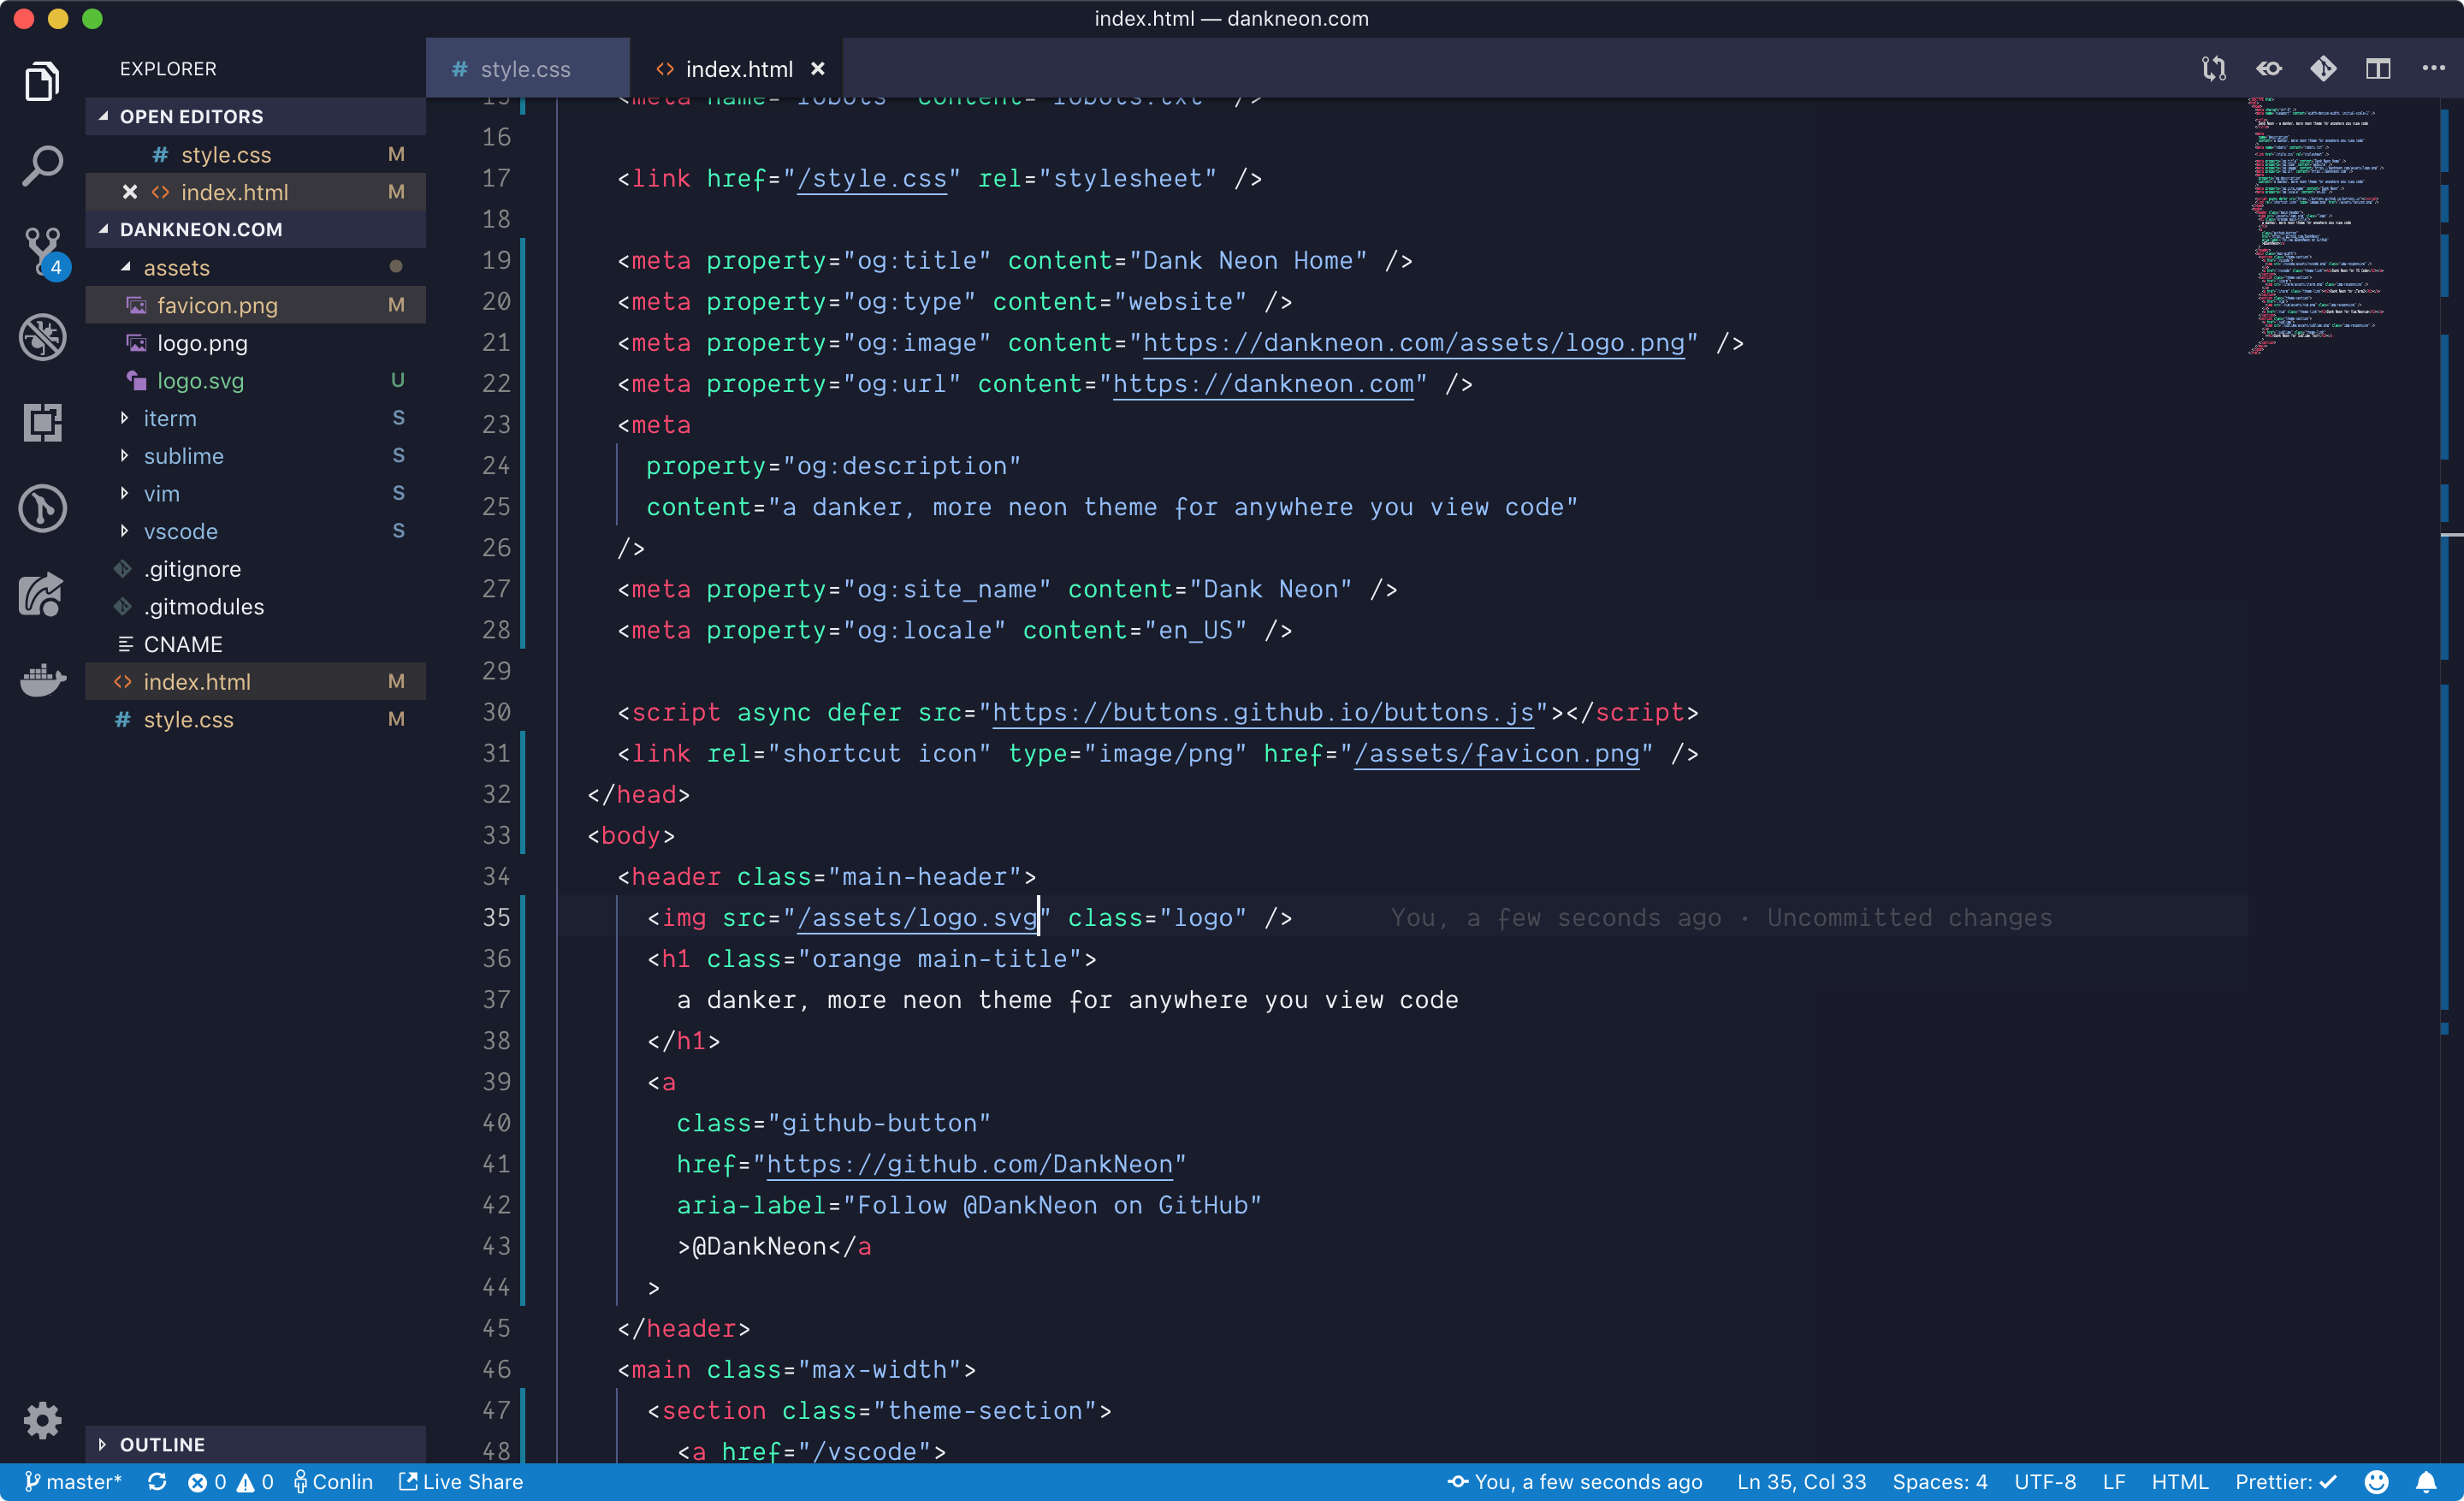 index.html — dankneon.com
EXPLORER
OPEN EDITORS
# style.css M
<> index.html M
DANKNEON.COM
assets
favicon.png M
logo.png
logo.svg U
iterm S
sublime S
vim S
vscode S
.gitignore
.gitmodules
CNAME
<> index.html M
# style.css M
OUTLINE
4
# style.css
<> index.html
15 <meta name="robots" content="robots.txt" />
16
17 <link href="/style.css" rel="stylesheet" />
18
19 <meta property="og:title" content="Dank Neon Home" />
20 <meta property="og:type" content="website" />
21 <meta property="og:image" content="https://dankneon.com/assets/logo.png" />
22 <meta property="og:url" content="https://dankneon.com" />
23 <meta
24 property="og:description"
25 content="a danker, more neon theme for anywhere you view code"
26 />
27 <meta property="og:site_name" content="Dank Neon" />
28 <meta property="og:locale" content="en_US" />
29
30 <script async defer src="https://buttons.github.io/buttons.js"></script>
31 <link rel="shortcut icon" type="image/png" href="/assets/favicon.png" />
32 </head>
33 <body>
34 <header class="main-header">
35 <img src="/assets/logo.svg" class="logo" /> You, a few seconds ago · Uncommitted changes
36 <h1 class="orange main-title">
37 a danker, more neon theme for anywhere you view code
38 </h1>
39 <a
40 class="github-button"
41 href="https://github.com/DankNeon"
42 aria-label="Follow @DankNeon on GitHub"
43 >@DankNeon</a
44 >
45 </header>
46 <main class="max-width">
47 <section class="theme-section">
48 <a href="/vscode">
master* 0 0 Conlin Live Share You, a few seconds ago Ln 35, Col 33 Spaces: 4 UTF-8 LF HTML Prettier: ✓